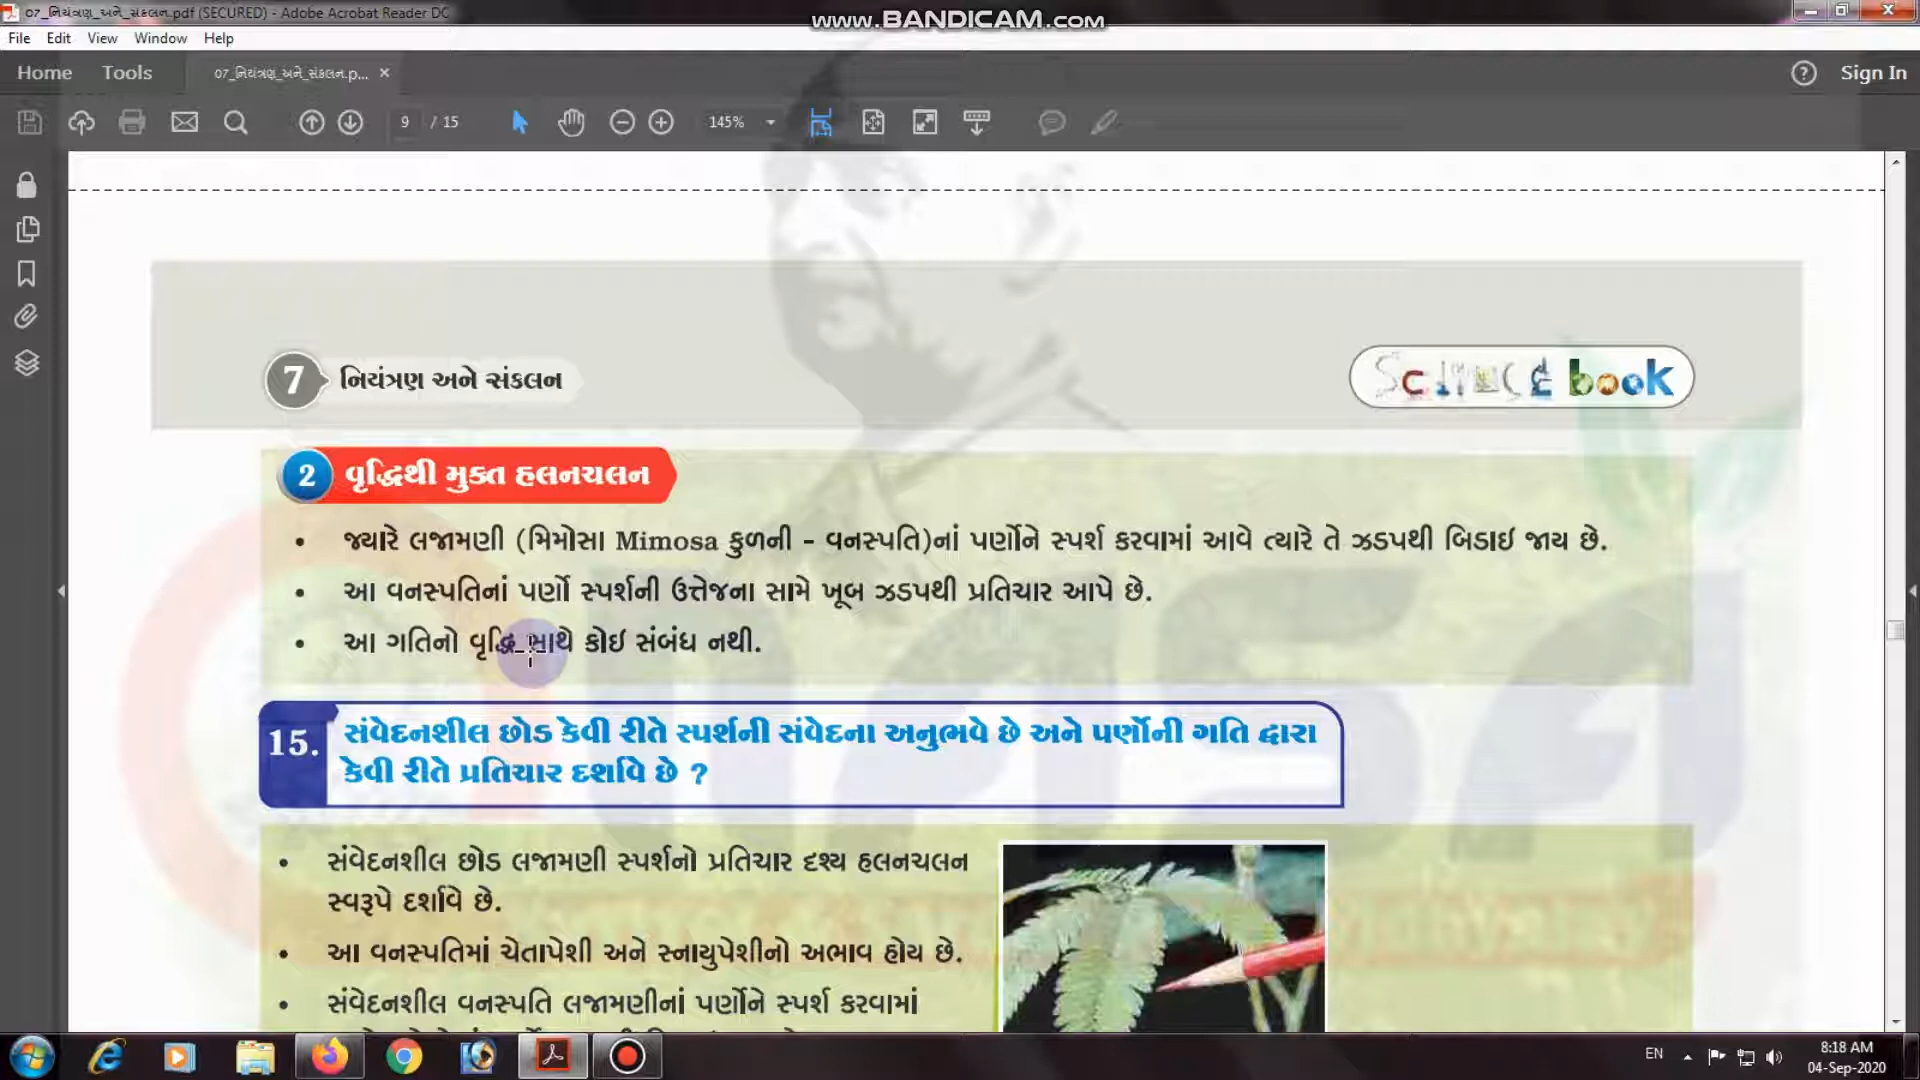 07_નિયંત્રણ_અને_સંકલન.pdf (SECURED) - Adobe Acrobat Reader DC
www.BANDICAM.com
File Edit View Window Help
Home Tools 07_નિયંત્રણ_અને_સંકલન.p... Sign In
9 / 15 145%
7 નિયંત્રણ અને સંકલન
Science book
2 વૃદ્ધિથી મુક્ત હલનચલન
• જ્યારે લજામણી (મિમોસા Mimosa કુળની - વનસ્પતિ)નાં પર્ણોને સ્પર્શ કરવામાં આવે ત્યારે તે ઝડપથી બિડાઈ જાય છે.
• આ વનસ્પતિનાં પર્ણો સ્પર્શની ઉત્તેજના સામે ખૂબ ઝડપથી પ્રતિચાર આપે છે.
• આ ગતિનો વૃદ્ધિ સાથે કોઈ સંબંધ નથી.
15. સંવેદનશીલ છોડ કેવી રીતે સ્પર્શની સંવેદના અનુભવે છે અને પર્ણોની ગતિ દ્વારા
કેવી રીતે પ્રતિચાર દર્શાવે છે ?
• સંવેદનશીલ છોડ લજામણી સ્પર્શનો પ્રતિચાર દૃશ્ય હલનચલન
સ્વરૂપે દર્શાવે છે.
• આ વનસ્પતિમાં ચેતાપેશી અને સ્નાયુપેશીનો અભાવ હોય છે.
• સંવેદનશીલ વનસ્પતિ લજામણીનાં પર્ણોને સ્પર્શ કરવામાં
EN
8:18 AM
04-Sep-2020